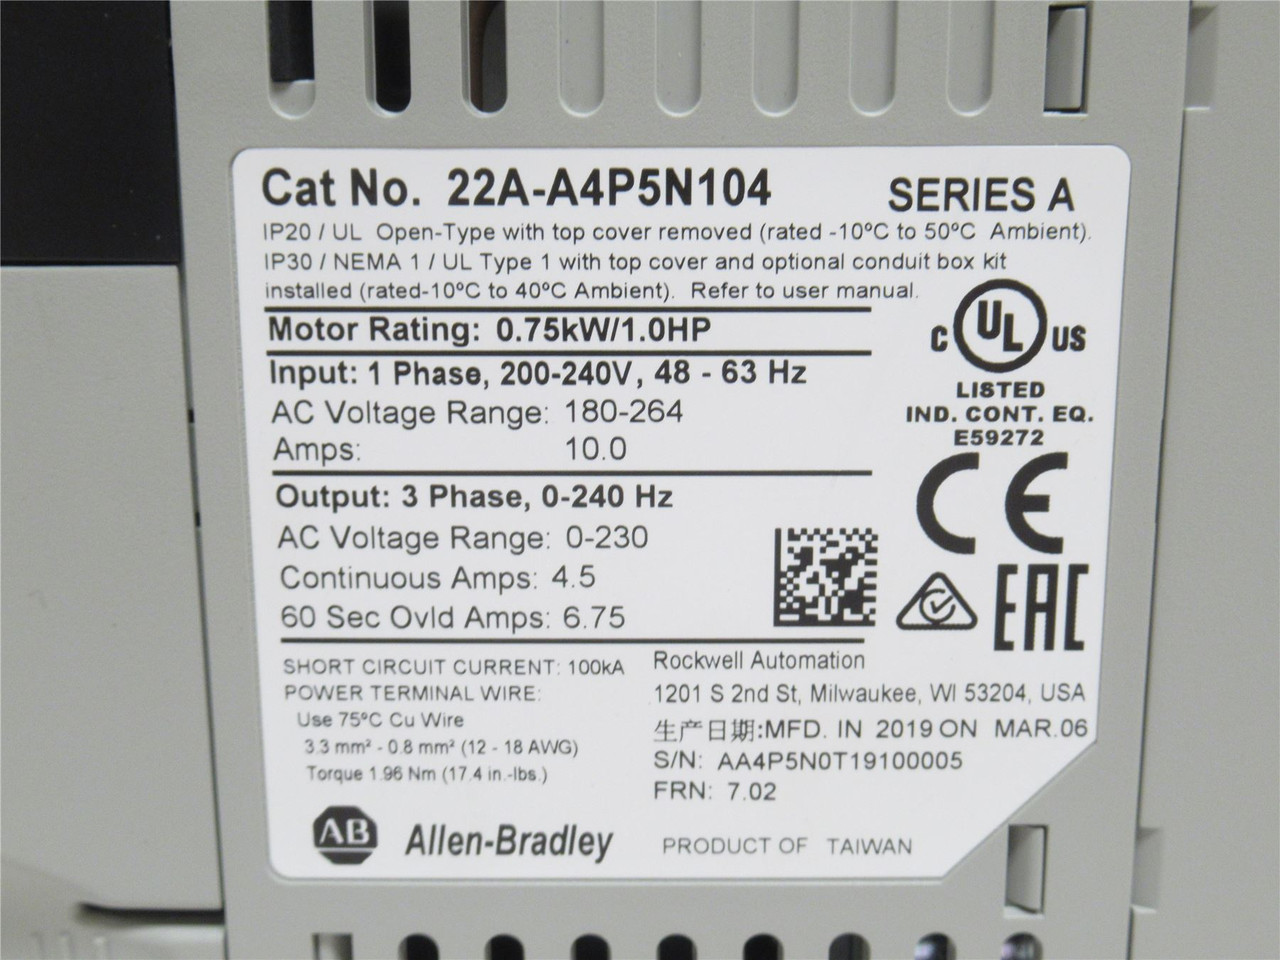 Cat No. 22A-A4P5N104 SERIES A
IP20 / UL Open-Type with top cover removed (rated -10ºC to 50ºC Ambient).
IP30 / NEMA 1 / UL Type 1 with top cover and optional conduit box kit
installed (rated-10ºC to 40ºC Ambient). Refer to user manual.
Motor Rating: 0.75kW/1.0HP
Input: 1 Phase, 200-240V, 48 - 63 Hz
AC Voltage Range: 180-264
Amps: 10.0
Output: 3 Phase, 0-240 Hz
AC Voltage Range: 0-230
Continuous Amps: 4.5
60 Sec Ovld Amps: 6.75
C UL US
LISTED
IND. CONT. EQ.
E59272
CE
EAC
SHORT CIRCUIT CURRENT: 100kA
POWER TERMINAL WIRE:
Use 75ºC Cu Wire
3.3 mm² - 0.8 mm² (12 - 18 AWG)
Torque 1.96 Nm (17.4 in.-lbs.)
Rockwell Automation
1201 S 2nd St, Milwaukee, WI 53204, USA
生产日期:MFD. IN 2019 ON MAR.06
S/N: AA4P5N0T19100005
FRN: 7.02
AB Allen-Bradley
PRODUCT OF TAIWAN